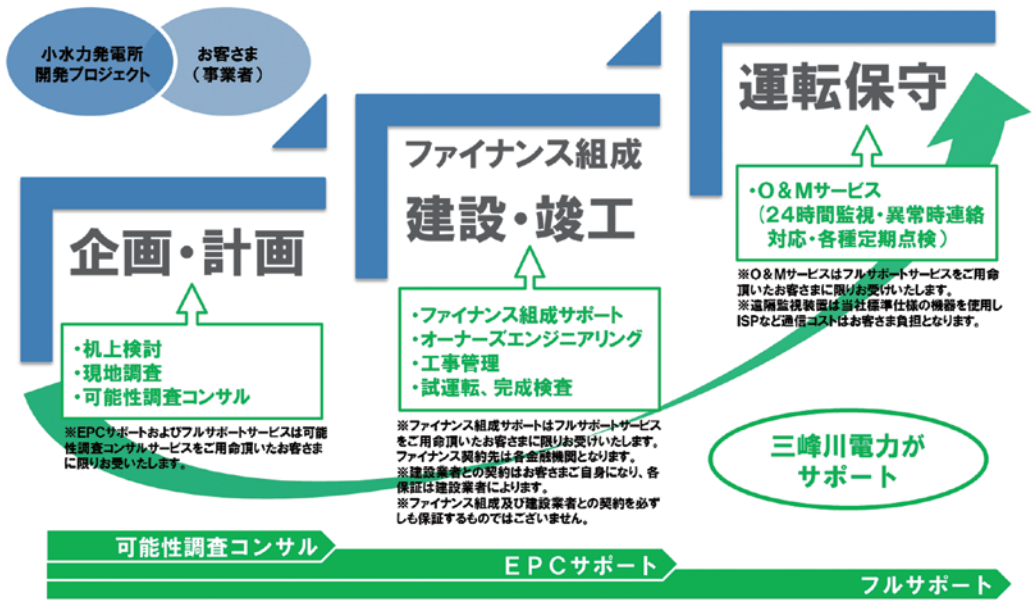 小水力発電所
開発プロジェクト
お客さま
（事業者）
企画・計画
・机上検討
・現地調査
・可能性調査コンサル
※EPCサポートおよびフルサポートサービスは可能
性調査コンサルサービスをご用命頂いたお客さま
に限りお受いたします。
ファイナンス組成
建設・竣工
・ファイナンス組成サポート
・オーナーズエンジニアリング
・工事管理
・試運転、完成検査
※ファイナンス組成サポートはフルサポートサービス
をご用命頂いたお客さまに限りお受けいたします。
ファイナンス契約先は各金融機関となります。
※建設業者との契約はお客さまご自身になり、各
保証は建設業者によります。
※ファイナンス組成及び建設業者との契約を必ず
しも保証するものではございません。
運転保守
・O＆Mサービス
（24時間監視・異常時連絡
対応・各種定期点検）
※O＆Mサービスはフルサポートサービスをご用命
頂いたお客さまに限りお受けいたします。
※遠隔監視装置は当社標準仕様の機器を使用し
ISPなど通信コストはお客さま負担となります。
三峰川電力が
サポート
可能性調査コンサル
EPCサポート
フルサポート